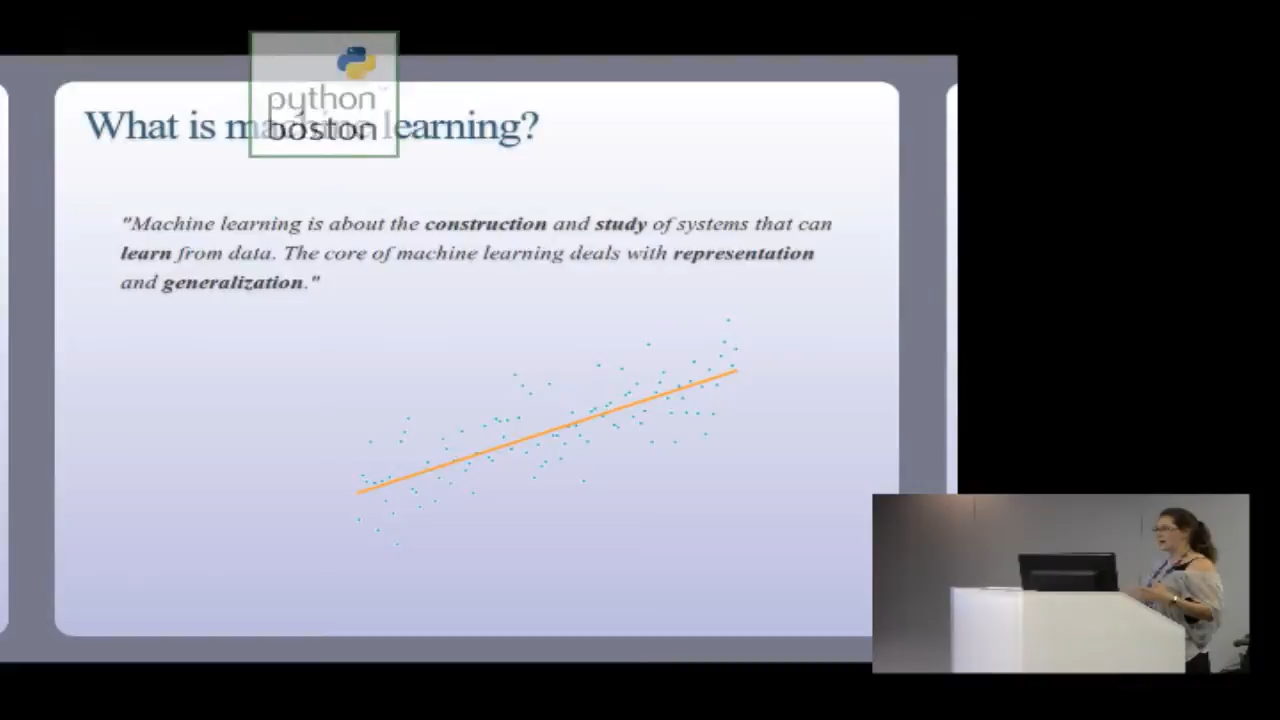 python
boston
What is machine learning?
"Machine learning is about the construction and study of systems that can
learn from data. The core of machine learning deals with representation
and generalization."